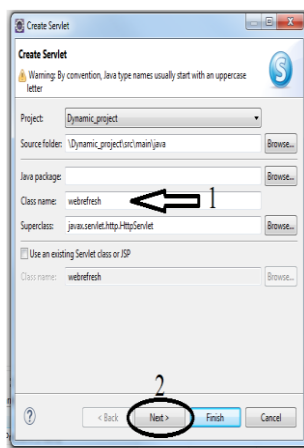 Create Servlet
Create Servlet
Warning: By convention, Java type names usually start with an uppercase
letter
Project: Dynamic_project
Source folder: \Dynamic_project\src\main\java Browse...
Java package: Browse...
Class name: webrefresh 1
Superclass: javax.servlet.http.HttpServlet Browse...
Use an existing Servlet class or JSP
Class name: webrefresh Browse...
2
? < Back Next > Finish Cancel